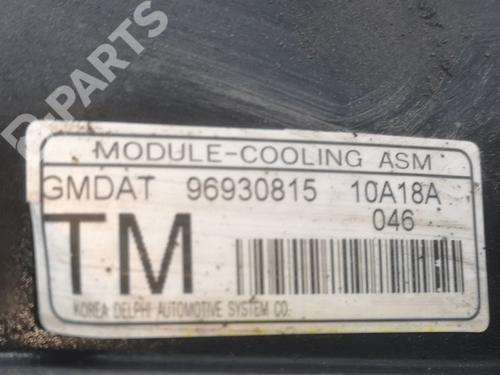 B-PARTS
MODULE-COOLING ASM
GMDAT 96930815 10A18A
046
TM
KOREA DELPHI AUTOMOTIVE SYSTEM CO.